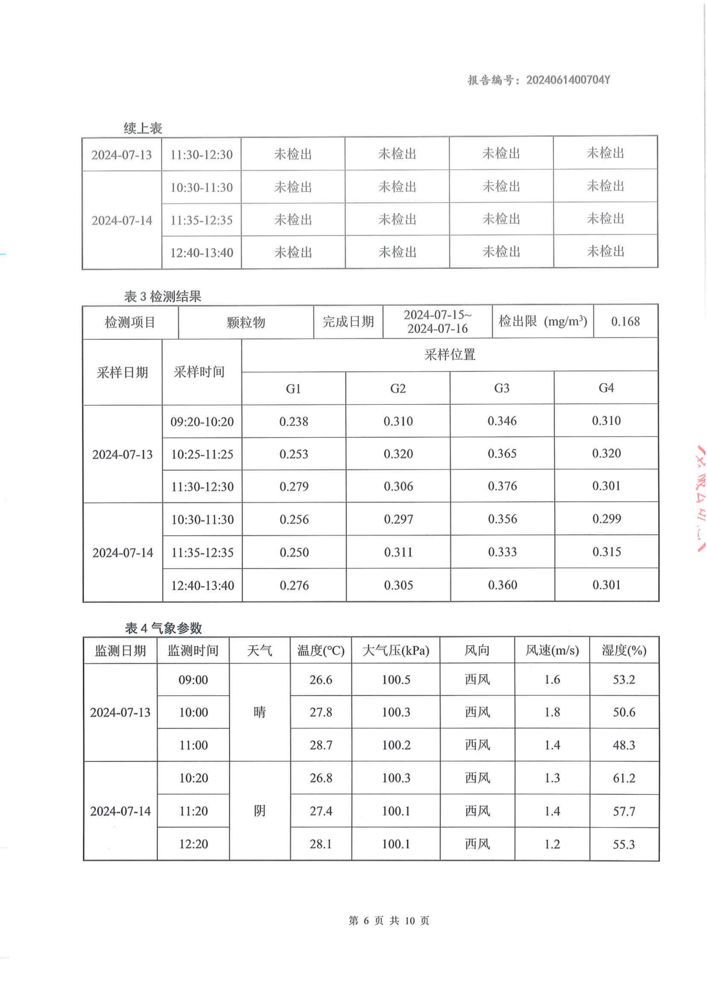 报告编号: 2024061400704Y
续上表
2024-07-13 11:30-12:30 未检出 未检出 未检出 未检出
2024-07-14 10:30-11:30 未检出 未检出 未检出 未检出
11:35-12:35 未检出 未检出 未检出 未检出
12:40-13:40 未检出 未检出 未检出 未检出
表 3 检测结果
检测项目 颗粒物 完成日期 2024-07-15~ 2024-07-16 检出限 (mg/m³) 0.168
采样日期 采样时间 采样位置
G1 G2 G3 G4
2024-07-13 09:20-10:20 0.238 0.310 0.346 0.310
10:25-11:25 0.253 0.320 0.365 0.320
11:30-12:30 0.279 0.306 0.376 0.301
2024-07-14 10:30-11:30 0.256 0.297 0.356 0.299
11:35-12:35 0.250 0.311 0.333 0.315
12:40-13:40 0.276 0.305 0.360 0.301
表 4 气象参数
监测日期 监测时间 天气 温度(℃) 大气压(kPa) 风向 风速(m/s) 湿度(%)
2024-07-13 09:00 晴 26.6 100.5 西风 1.6 53.2
10:00 27.8 100.3 西风 1.8 50.6
11:00 28.7 100.2 西风 1.4 48.3
2024-07-14 10:20 阴 26.8 100.3 西风 1.3 61.2
11:20 27.4 100.1 西风 1.4 57.7
12:20 28.1 100.1 西风 1.2 55.3
第 6 页 共 10 页